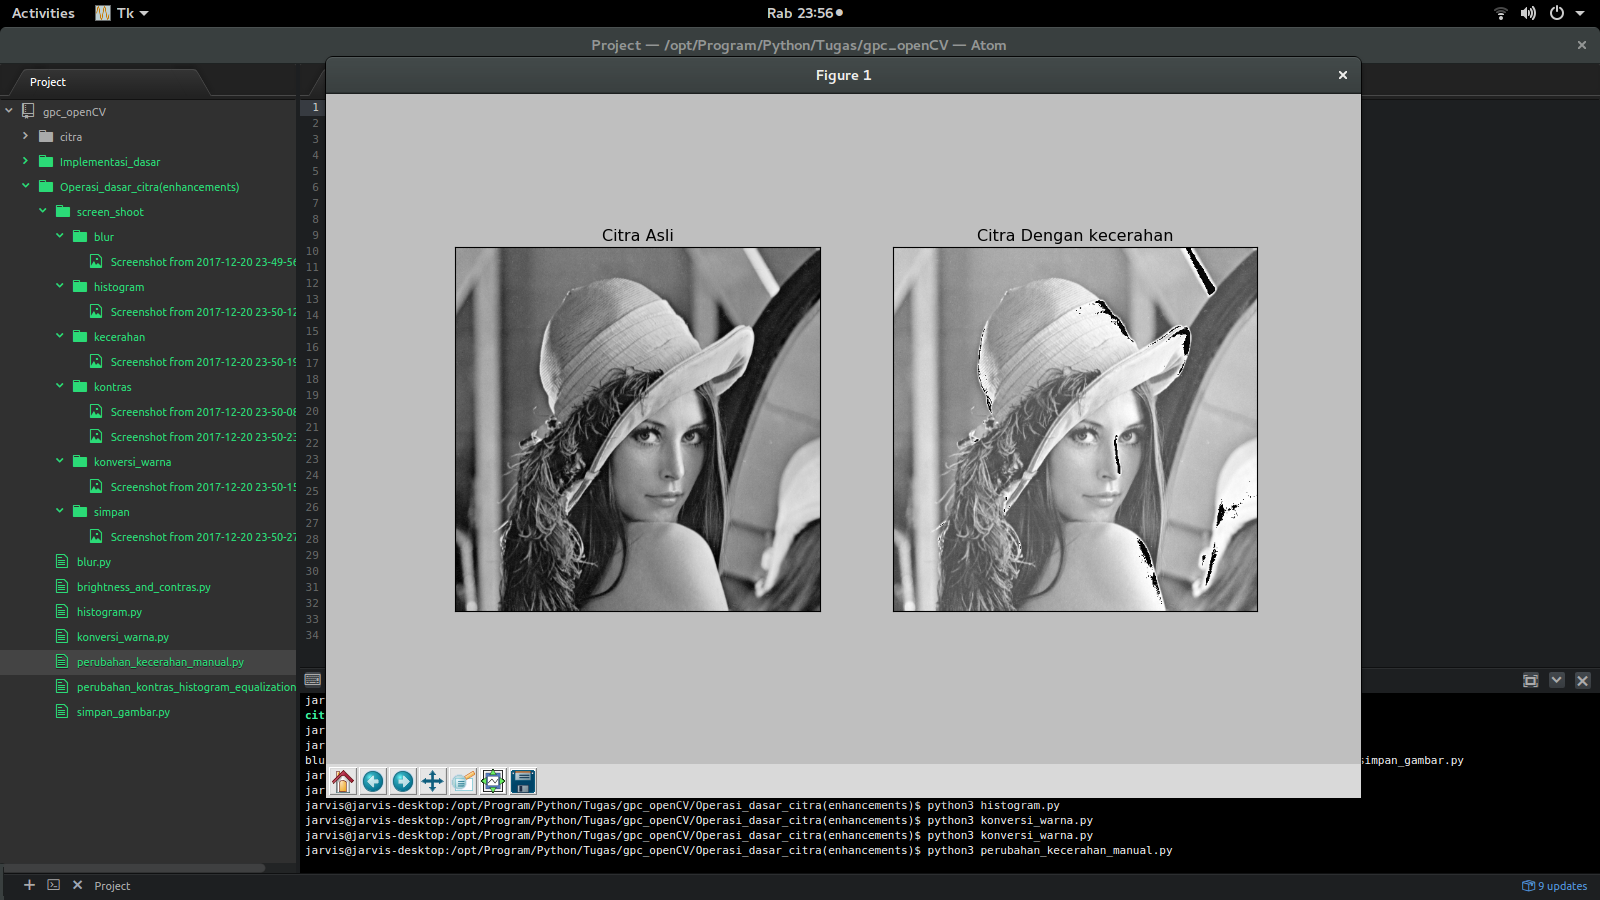 Activities
Tk
Rab 23:56
Project — /opt/Program/Python/Tugas/gpc_openCV — Atom
Figure 1
Project
gpc_openCV
citra
Implementasi_dasar
Operasi_dasar_citra(enhancements)
screen_shoot
blur
Screenshot from 2017-12-20 23-49-56
histogram
Screenshot from 2017-12-20 23-50-12
kecerahan
Screenshot from 2017-12-20 23-50-19
kontras
Screenshot from 2017-12-20 23-50-08
Screenshot from 2017-12-20 23-50-23
konversi_warna
Screenshot from 2017-12-20 23-50-15
simpan
Screenshot from 2017-12-20 23-50-27
blur.py
brightness_and_contras.py
histogram.py
konversi_warna.py
perubahan_kecerahan_manual.py
perubahan_kontras_histogram_equalization
simpan_gambar.py
1
2
3
4
5
6
7
8
9
10
11
12
13
14
15
16
17
18
19
20
21
22
23
24
25
26
27
28
29
30
31
32
33
34
Citra Asli
Citra Dengan kecerahan
jar
cit
jar
jar
blu simpan_gambar.py
jar
jar
jarvis@jarvis-desktop:/opt/Program/Python/Tugas/gpc_openCV/Operasi_dasar_citra(enhancements)$ python3 histogram.py
jarvis@jarvis-desktop:/opt/Program/Python/Tugas/gpc_openCV/Operasi_dasar_citra(enhancements)$ python3 konversi_warna.py
jarvis@jarvis-desktop:/opt/Program/Python/Tugas/gpc_openCV/Operasi_dasar_citra(enhancements)$ python3 konversi_warna.py
jarvis@jarvis-desktop:/opt/Program/Python/Tugas/gpc_openCV/Operasi_dasar_citra(enhancements)$ python3 perubahan_kecerahan_manual.py
Project
9 updates